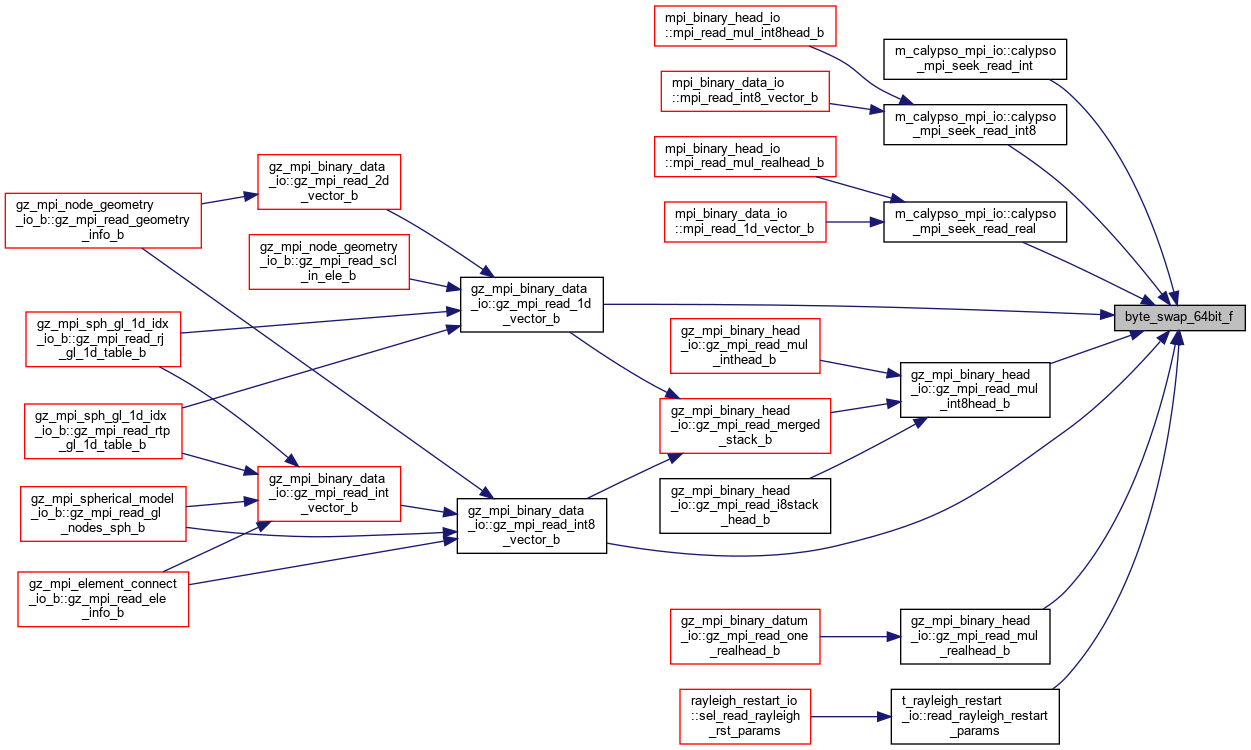 mpi_binary_head_io
::mpi_read_mul_int8head_b
m_calypso_mpi_io::calypso
_mpi_seek_read_int
mpi_binary_data_io
::mpi_read_int8_vector_b
m_calypso_mpi_io::calypso
_mpi_seek_read_int8
mpi_binary_head_io
::mpi_read_mul_realhead_b
gz_mpi_binary_data
_io::gz_mpi_read_2d
_vector_b
gz_mpi_node_geometry
_io_b::gz_mpi_read_geometry
_info_b
mpi_binary_data_io
::mpi_read_1d_vector_b
m_calypso_mpi_io::calypso
_mpi_seek_read_real
gz_mpi_node_geometry
_io_b::gz_mpi_read_scl
_in_ele_b
gz_mpi_binary_data
_io::gz_mpi_read_1d
_vector_b
byte_swap_64bit_f
gz_mpi_sph_gl_1d_idx
_io_b::gz_mpi_read_rj
_gl_1d_table_b
gz_mpi_binary_head
_io::gz_mpi_read_mul
_inthead_b
gz_mpi_binary_head
_io::gz_mpi_read_mul
_int8head_b
gz_mpi_sph_gl_1d_idx
_io_b::gz_mpi_read_rtp
_gl_1d_table_b
gz_mpi_binary_head
_io::gz_mpi_read_merged
_stack_b
gz_mpi_binary_data
_io::gz_mpi_read_int
_vector_b
gz_mpi_binary_head
_io::gz_mpi_read_i8stack
_head_b
gz_mpi_spherical_model
_io_b::gz_mpi_read_gl
_nodes_sph_b
gz_mpi_binary_data
_io::gz_mpi_read_int8
_vector_b
gz_mpi_element_connect
_io_b::gz_mpi_read_ele
_info_b
gz_mpi_binary_datum
_io::gz_mpi_read_one
_realhead_b
gz_mpi_binary_head
_io::gz_mpi_read_mul
_realhead_b
rayleigh_restart_io
::sel_read_rayleigh
_rst_params
t_rayleigh_restart
_io::read_rayleigh_restart
_params